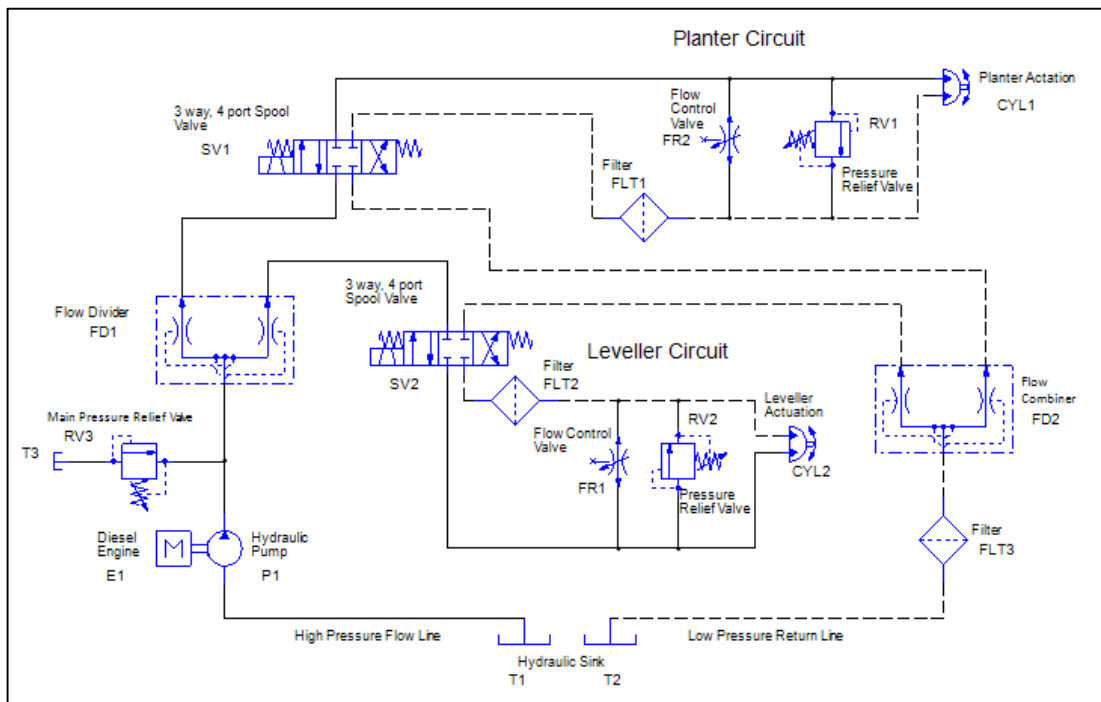 Planter Circuit
3 way, 4 port Spool
Valve
SV1
Flow
Control
Valve
FR2
RV1
Pressure
Relief Valve
Planter Actation
CYL1
Filter
FLT1
Flow Divider
FD1
3 way, 4 port
Spool Valve
SV2
Leveller Circuit
Filter
FLT2
Flow Control
Valve
FR1
RV2
Pressure
Relief Valve
Leveller
Actuation
CYL2
Flow
Combiner
FD2
Main Pressure Relief Valve
RV3
T3
Diesel
Engine
E1
M
Hydraulic
Pump
P1
Filter
FLT3
High Pressure Flow Line
Low Pressure Return Line
Hydraulic Sink
T1
T2